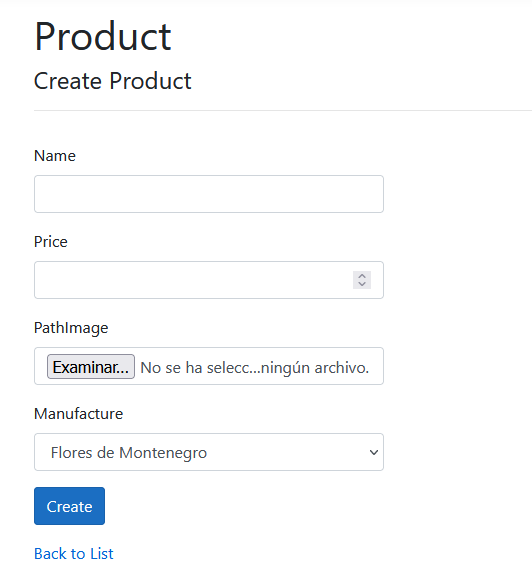 Product
Create Product
Name
Price
PathImage
Examinar... No se ha selecc...ningún archivo.
Manufacture
Flores de Montenegro
Create
Back to List